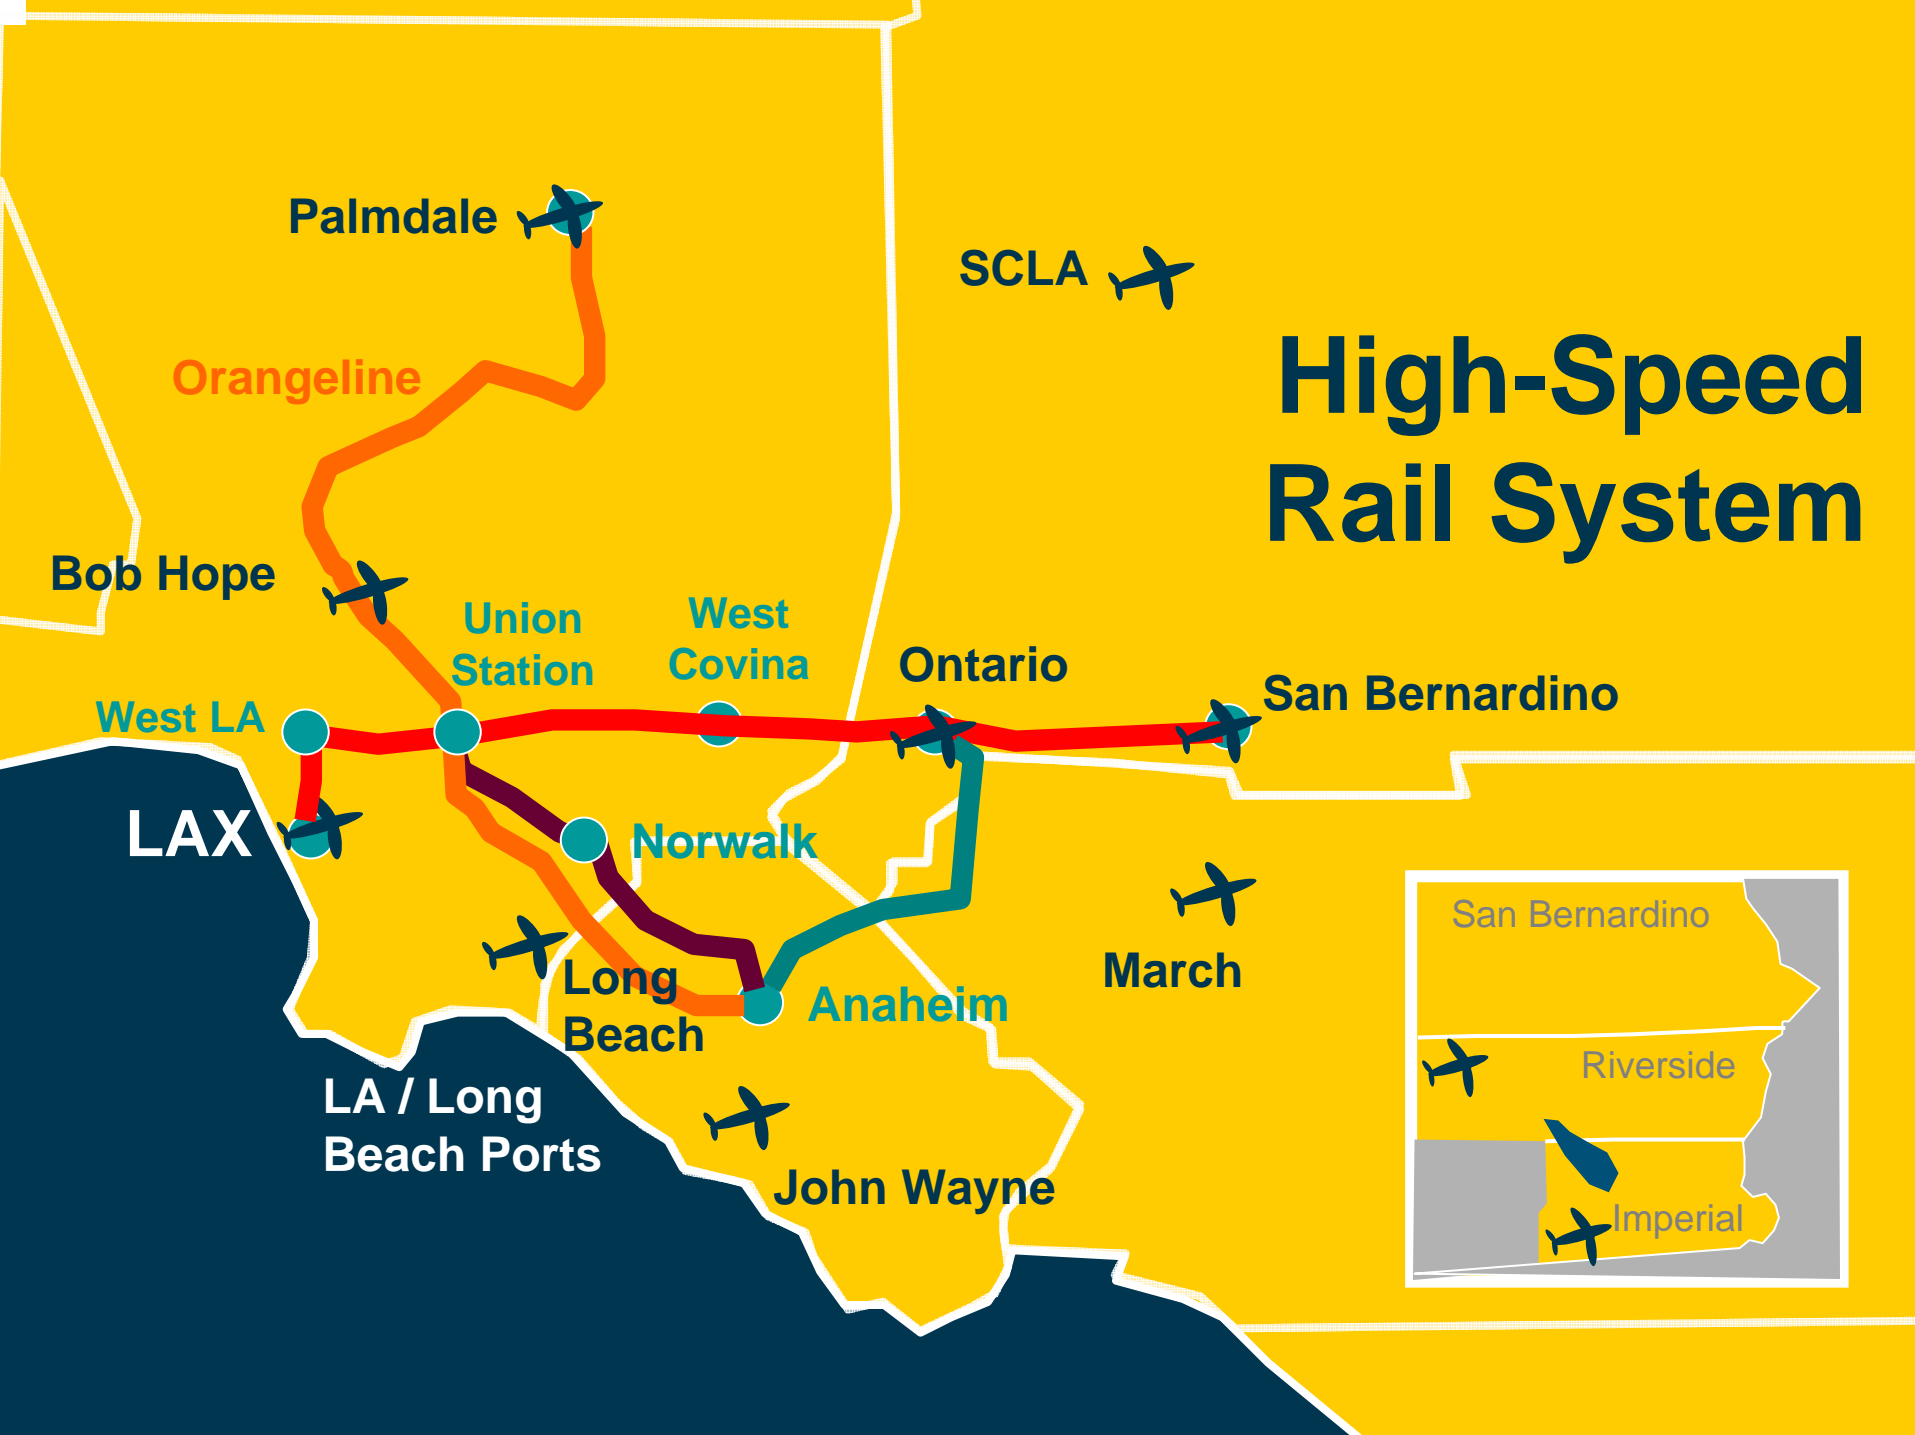 Palmdale
SCLA
High-Speed
Rail System
Orangeline
Bob Hope
Union
Station
West
Covina
Ontario
San Bernardino
West LA
LAX
Norwalk
San Bernardino
Long
Beach
Anaheim
March
Riverside
LA / Long
Beach Ports
John Wayne
Imperial